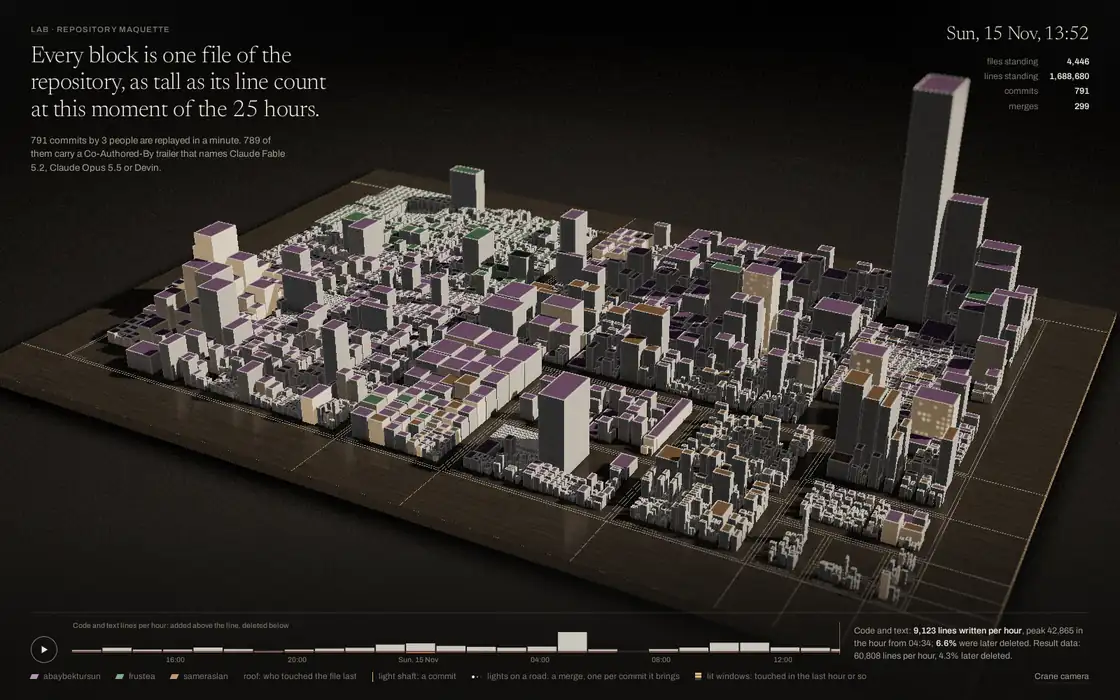 LAB · REPOSITORY MAQUETTE
Every block is one file of the
repository, as tall as its line count
at this moment of the 25 hours.
791 commits by 3 people are replayed in a minute. 789 of
them carry a Co-Authored-By trailer that names Claude Fable
5.2, Claude Opus 5.5 or Devin.
Sun, 15 Nov, 13:52
files standing 4,446
lines standing 1,688,680
commits 791
merges 299
Code and text lines per hour: added above the line, deleted below
16:00 20:00 Sun. 15 Nov 04:00 08:00 12:00
Code and text: 9,123 lines written per hour, peak 42,865 in
the hour from 04:34; 6.6% were later deleted. Result data:
60,808 lines per hour, 4.3% later deleted.
abaybektursun frustea samerasian roof: who touched the file last light shaft: a commit lights on a road: a merge, one per commit it brings lit windows: touched in the last hour or so Crane camera